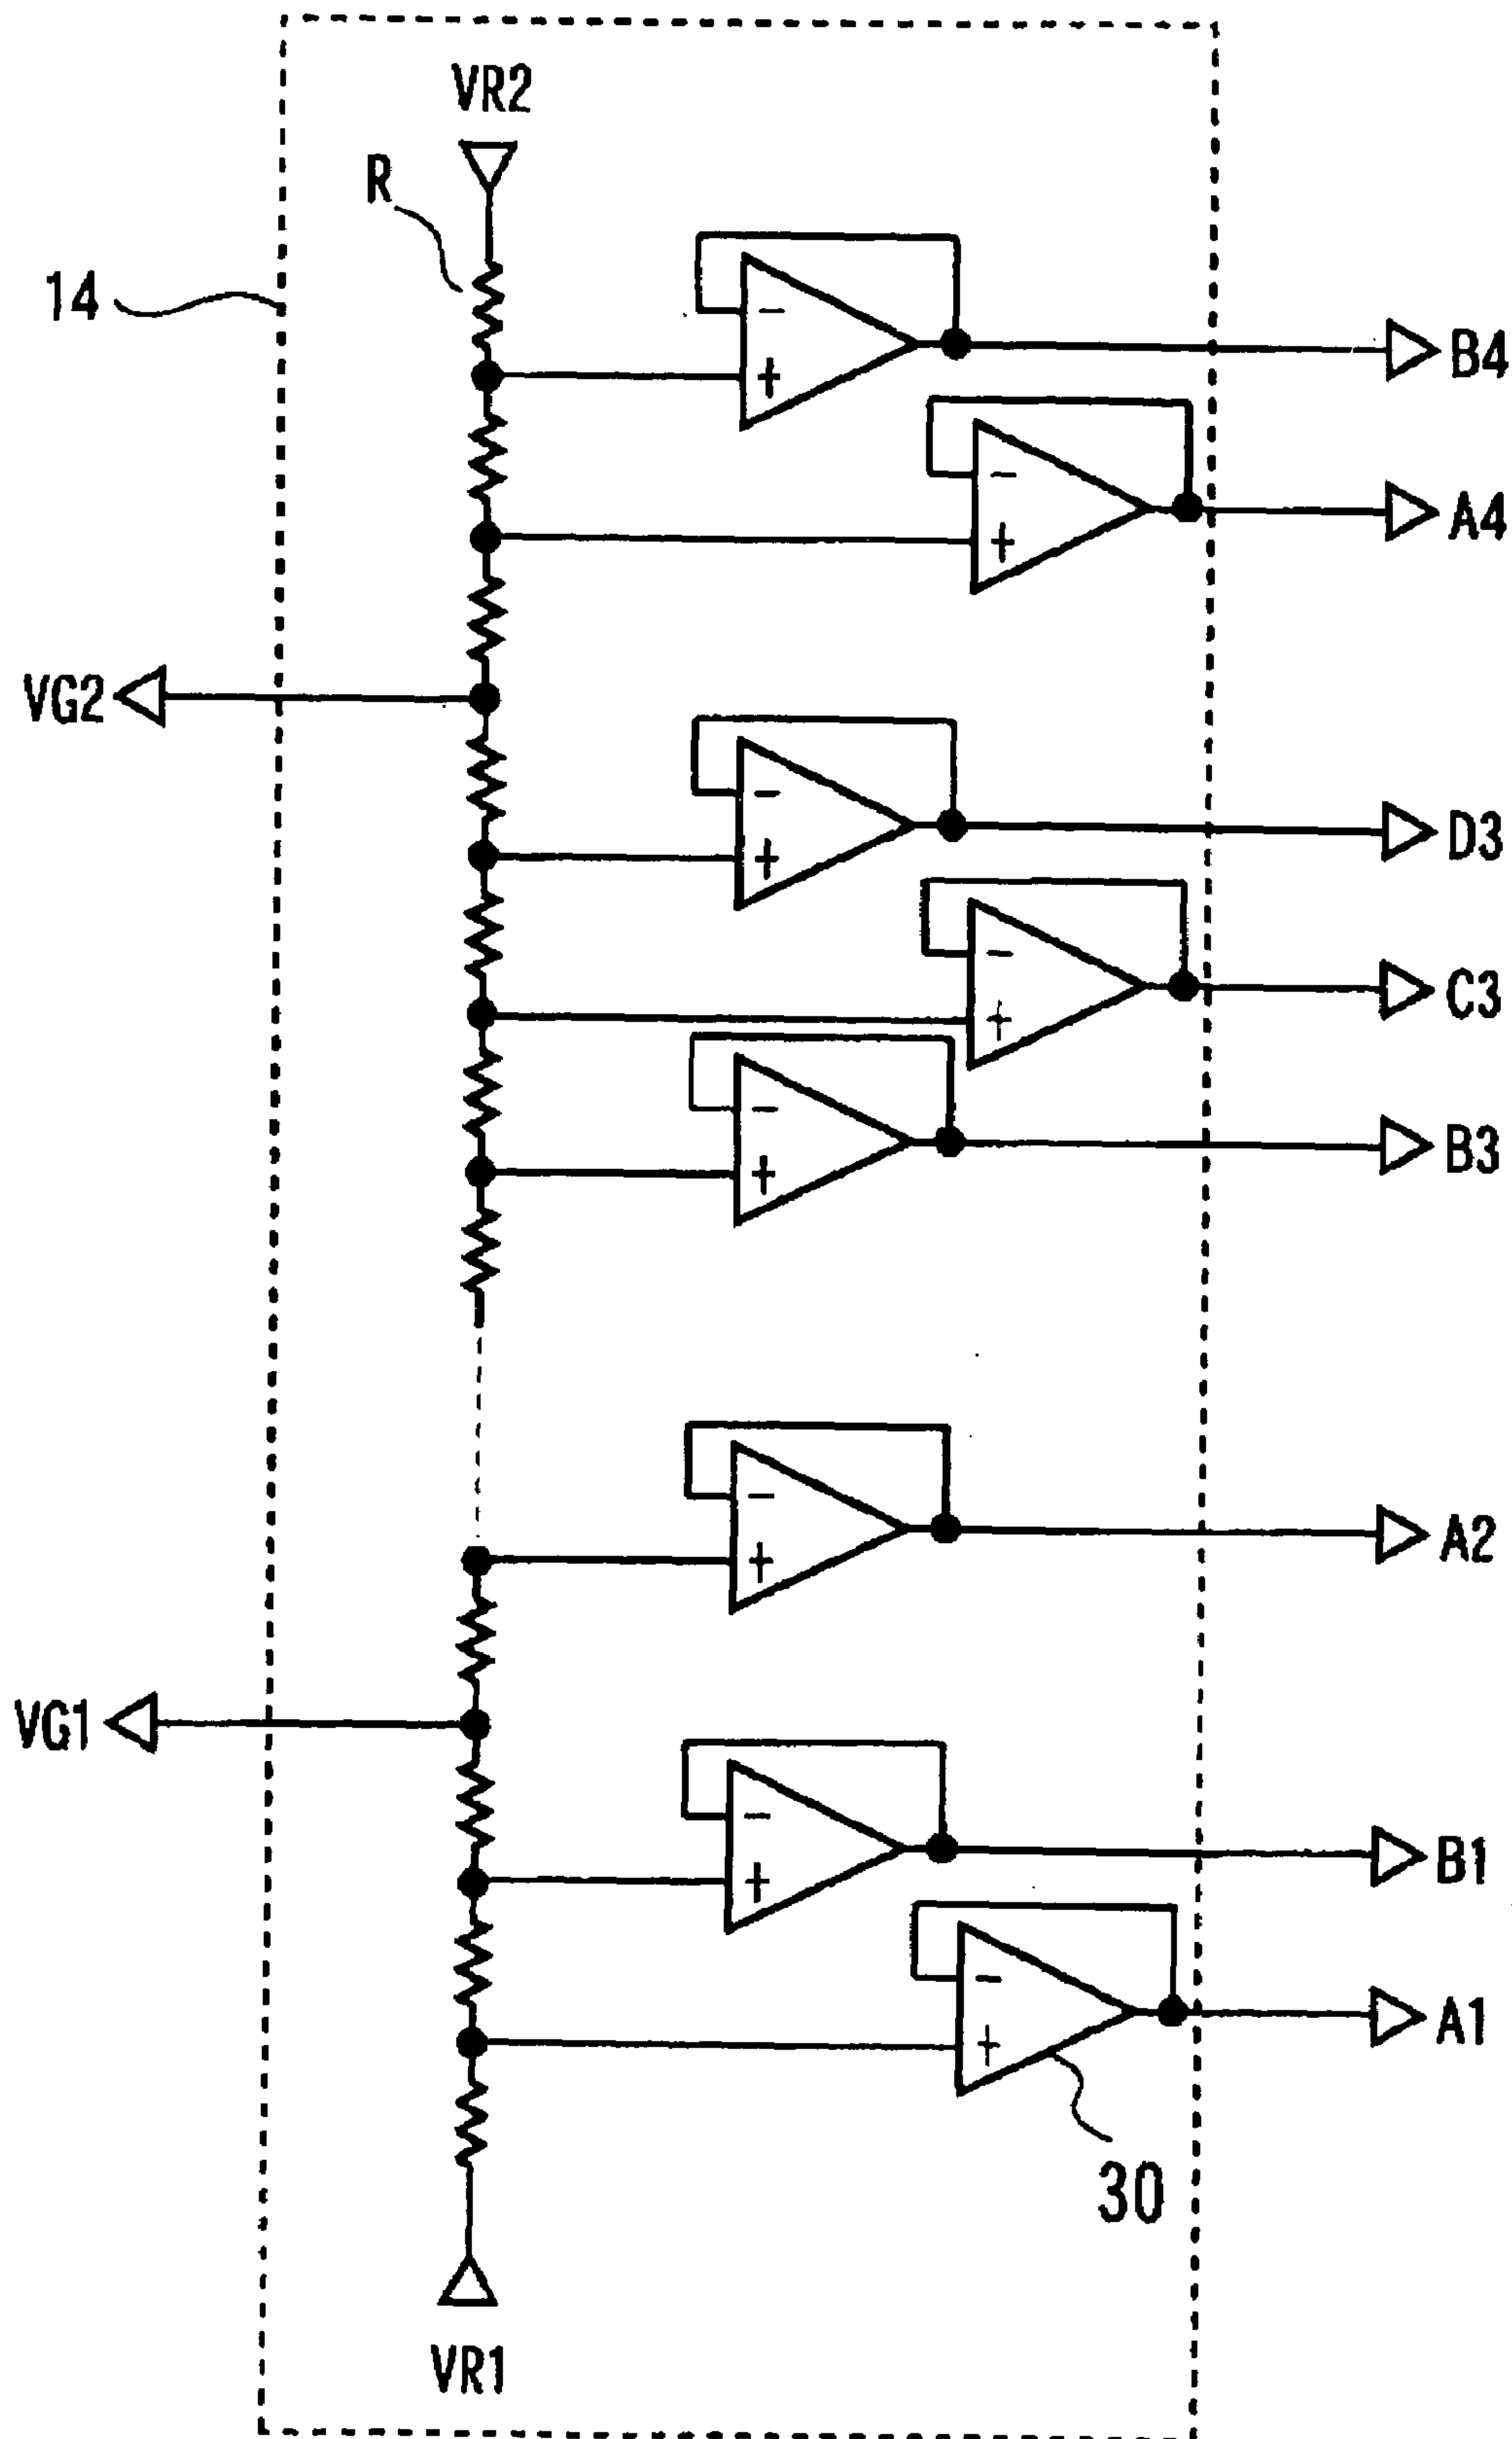 VR2
R
14
-
+
B4
-
+
A4
VG2
-
+
D3
-
+
C3
-
+
B3
-
+
A2
VG1
-
+
B1
-
+
A1
30
VR1